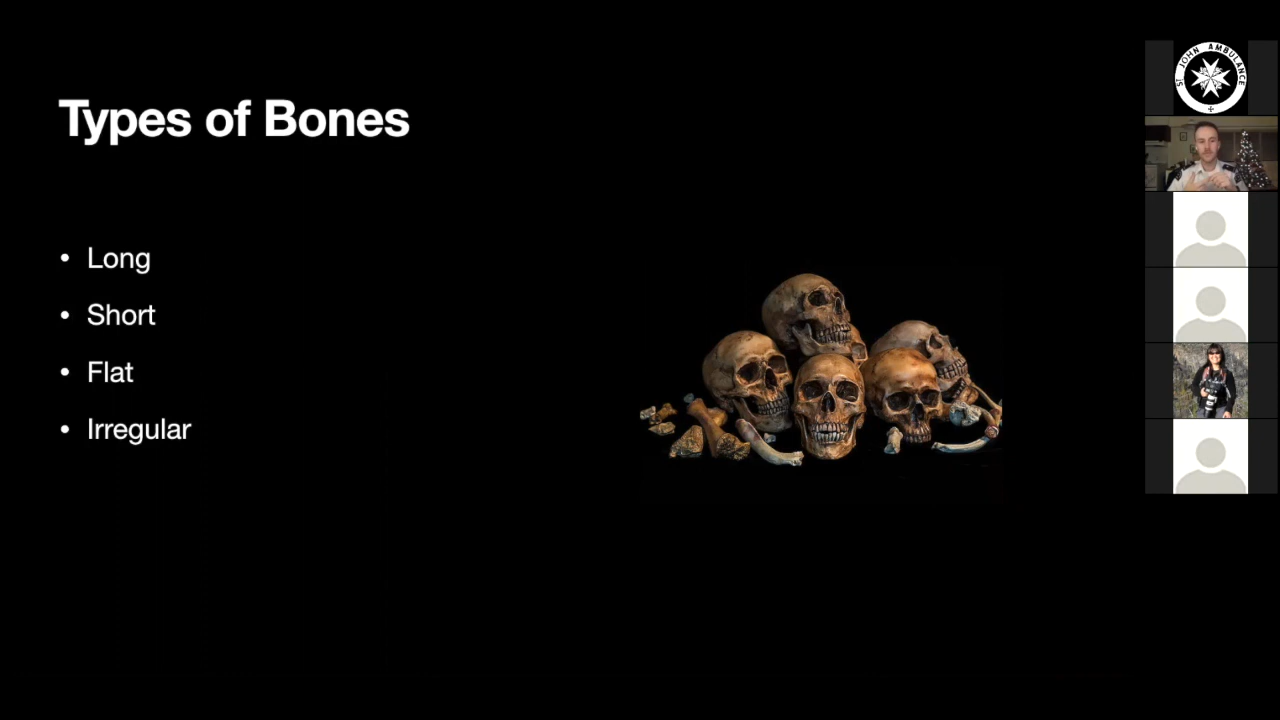 Types of Bones
• Long
• Short
• Flat
• Irregular
ST JOHN AMBULANCE